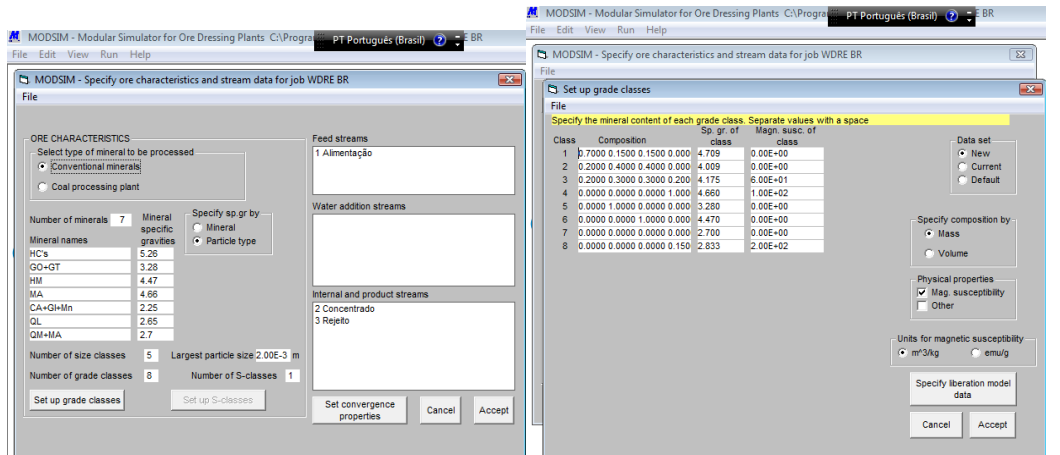 MODSIM - Modular Simulator for Ore Dressing Plants C:\Progra
PT Português (Brasil)
E BR
File Edit View Run Help
MODSIM - Specify ore characteristics and stream data for job WDRE BR
File
ORE CHARACTERISTICS
Select type of mineral to be processed
Conventional minerals
Coal processing plant
Number of minerals 7
Mineral specific gravities
Specify sp.gr by
Mineral
Particle type
Mineral names
HC's 5.26
GO+GT 3.28
HM 4.47
MA 4.66
CA+GI+Mn 2.25
QL 2.65
QM+MA 2.7
Number of size classes 5 Largest particle size 2.00E-3 m
Number of grade classes 8 Number of S-classes 1
Set up grade classes Set up S-classes
Feed streams
1 Alimentação
Water addition streams
Internal and product streams
2 Concentrado
3 Rejeito
Set convergence properties
Cancel Accept
MODSIM - Modular Simulator for Ore Dressing Plants C:\Progra
PT Português (Brasil)
E BR
File Edit View Run Help
MODSIM - Specify ore characteristics and stream data for job WDRE BR
File
Set up grade classes
File
Specify the mineral content of each grade class. Separate values with a space
Class Composition Sp. gr. of class Magn. susc. of class
1 0.7000 0.1500 0.1500 0.000 4.709 0.00E+00
2 0.2000 0.4000 0.4000 0.000 4.009 0.00E+00
3 0.2000 0.3000 0.3000 0.200 4.175 6.00E+01
4 0.0000 0.0000 0.0000 1.000 4.660 1.00E+02
5 0.0000 1.0000 0.0000 0.000 3.280 0.00E+00
6 0.0000 0.0000 1.0000 0.000 4.470 0.00E+00
7 0.0000 0.0000 0.0000 0.000 2.700 0.00E+00
8 0.0000 0.0000 0.0000 0.150 2.833 2.00E+02
Data set
New
Current
Default
Specify composition by
Mass
Volume
Physical properties
Mag. susceptibility
Other
Units for magnetic susceptibility
m^3/kg emu/g
Specify liberation model data
Cancel Accept